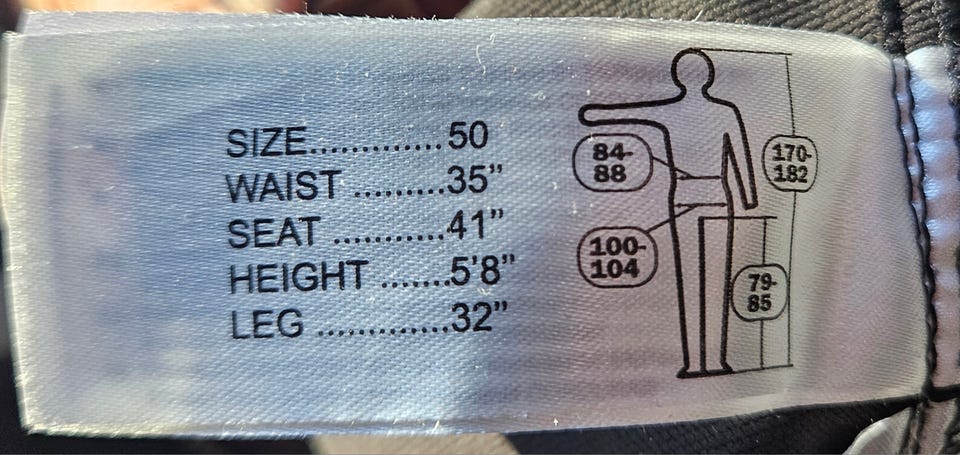 SIZE.............50
WAIST .........35”
SEAT ...........41”
HEIGHT .......5’8”
LEG .............32”
84-
88
170-
182
100-
104
79-
85